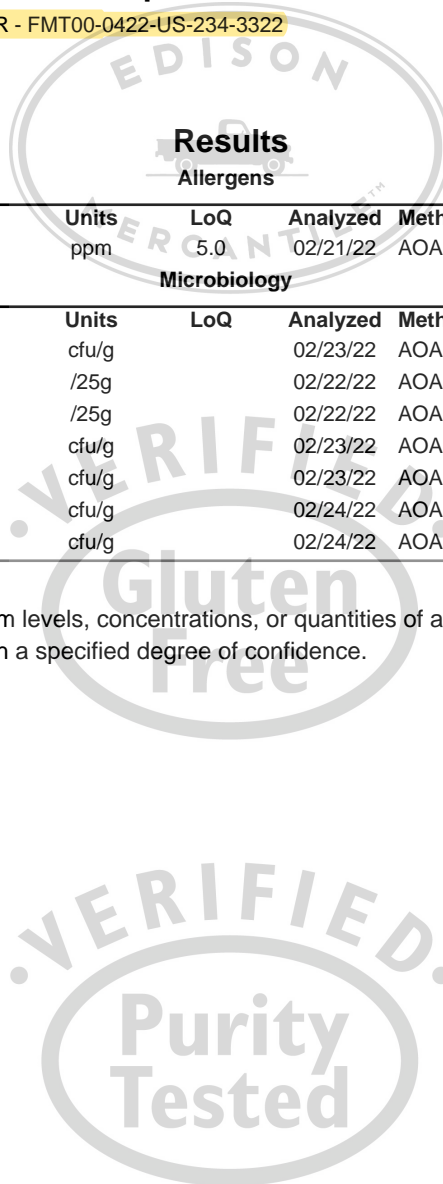 R - FMT00-0422-US-234-3322
EDISON
Results
Allergens
MERCANTILE™
Units LoQ Analyzed Meth
ppm 5.0 02/21/22 AOA
Microbiology
Units LoQ Analyzed Meth
cfu/g 02/23/22 AOA
/25g 02/22/22 AOA
/25g 02/22/22 AOA
cfu/g 02/23/22 AOA
cfu/g 02/23/22 AOA
cfu/g 02/24/22 AOA
cfu/g 02/24/22 AOA
•VERIFIED•
Gluten
Free
m levels, concentrations, or quantities of a
n a specified degree of confidence.
•VERIFIED•
Purity
Tested